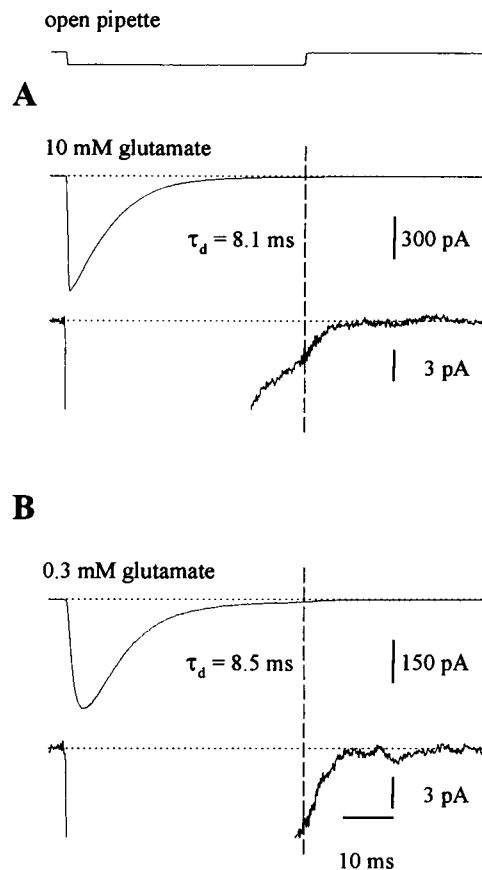 open pipette
A
10 mM glutamate
τd = 8.1 ms
300 pA
3 pA
B
0.3 mM glutamate
τd = 8.5 ms
150 pA
3 pA
10 ms